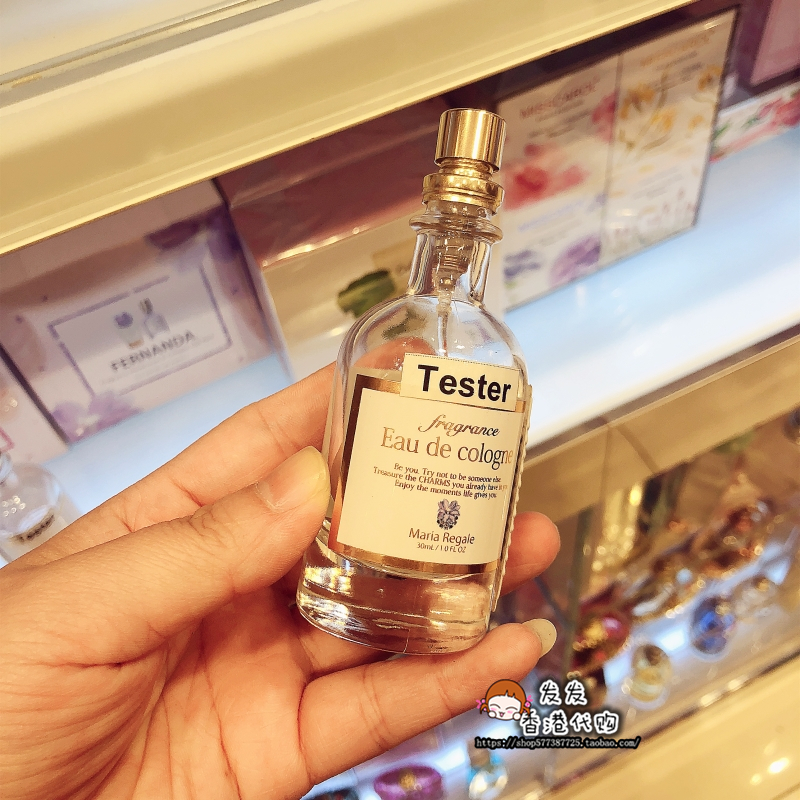 FERNANDA
Tester
fragrance
Eau de cologne
Be you. Try not to be someone else
Treasure the CHARMS you already have in you
Enjoy the moments life gives you.
Maria Regale
30mL / 1.0 FL OZ
Tester
发发
香港代购
https://shop577387725.taobao.com/